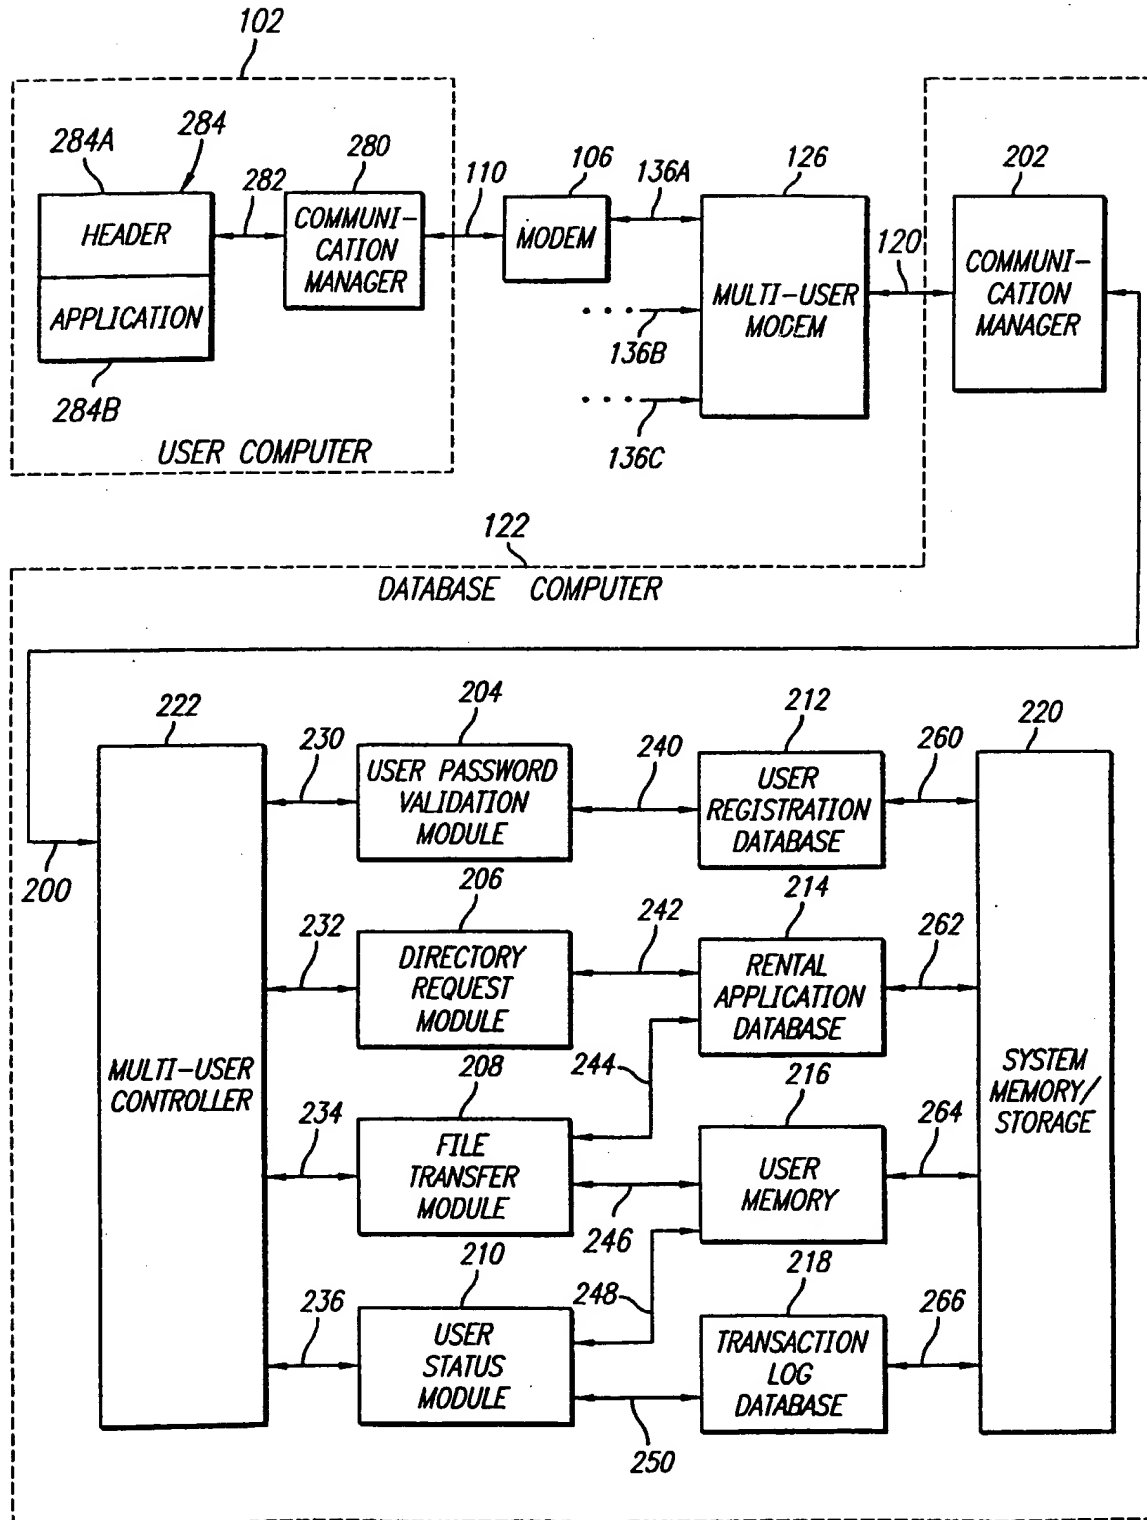 102
284A
284
282
280
110
106
136A
126
202
HEADER
APPLICATION
COMMUNI-
CATION
MANAGER
MODEM
MULTI-USER
MODEM
120
COMMUNI-
CATION
MANAGER
136B
136C
284B
USER COMPUTER
122
DATABASE COMPUTER
222
230
204
240
212
260
220
USER PASSWORD
VALIDATION
MODULE
USER
REGISTRATION
DATABASE
200
206
214
232
242
262
DIRECTORY
REQUEST
MODULE
RENTAL
APPLICATION
DATABASE
MULTI-USER
CONTROLLER
208
244
216
SYSTEM
MEMORY/
STORAGE
234
264
FILE
TRANSFER
MODULE
USER
MEMORY
246
210
248
218
236
266
USER
STATUS
MODULE
TRANSACTION
LOG
DATABASE
250